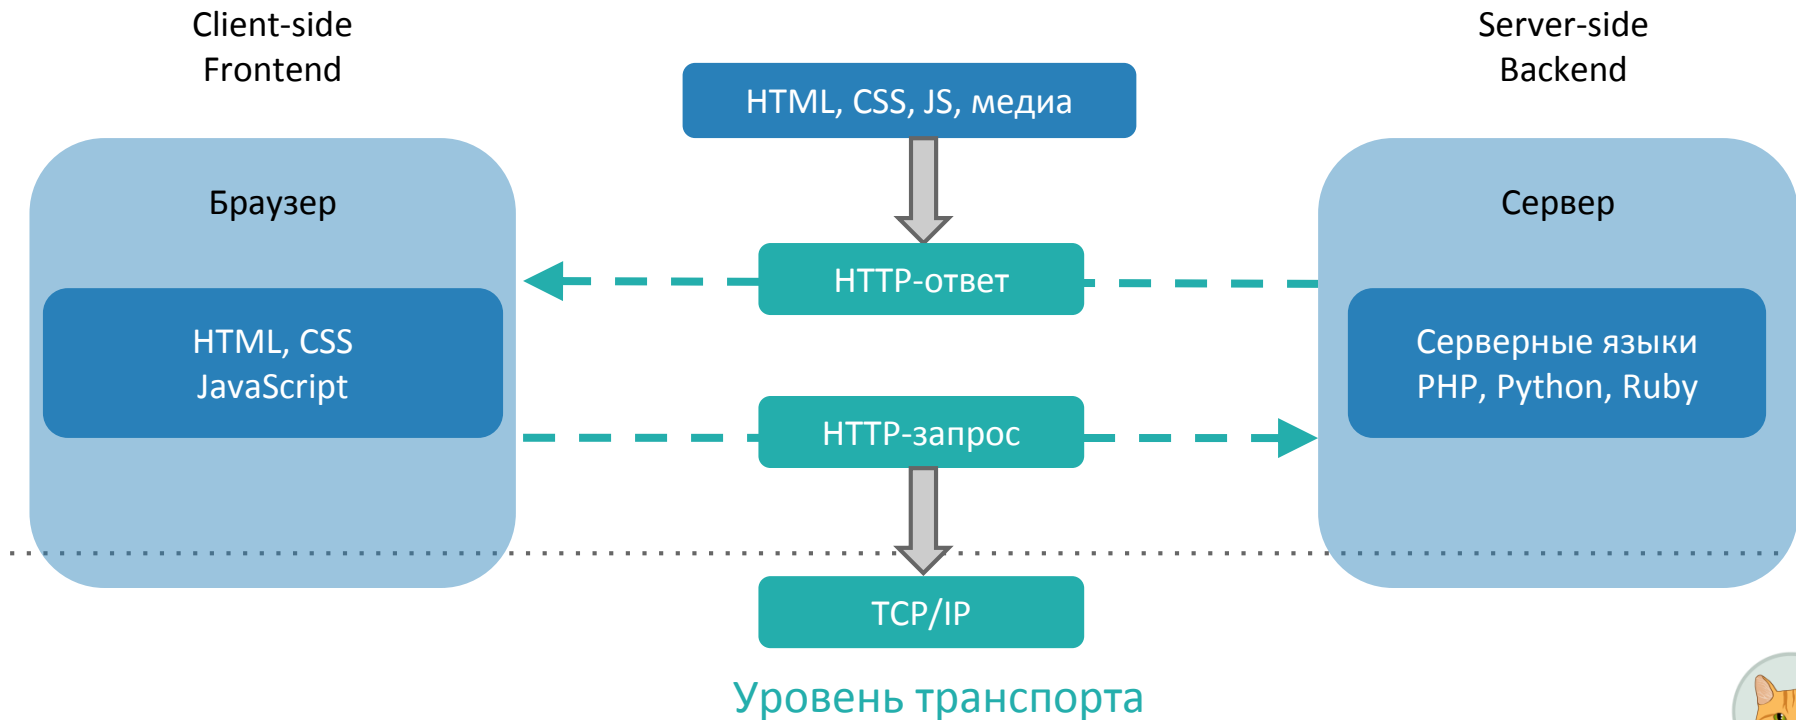 Client-side
Frontend
Server-side
Backend
HTML, CSS, JS, медиа
Браузер
Сервер
HTTP-ответ
HTML, CSS
JavaScript
Серверные языки
PHP, Python, Ruby
HTTP-запрос
TCP/IP
Уровень транспорта